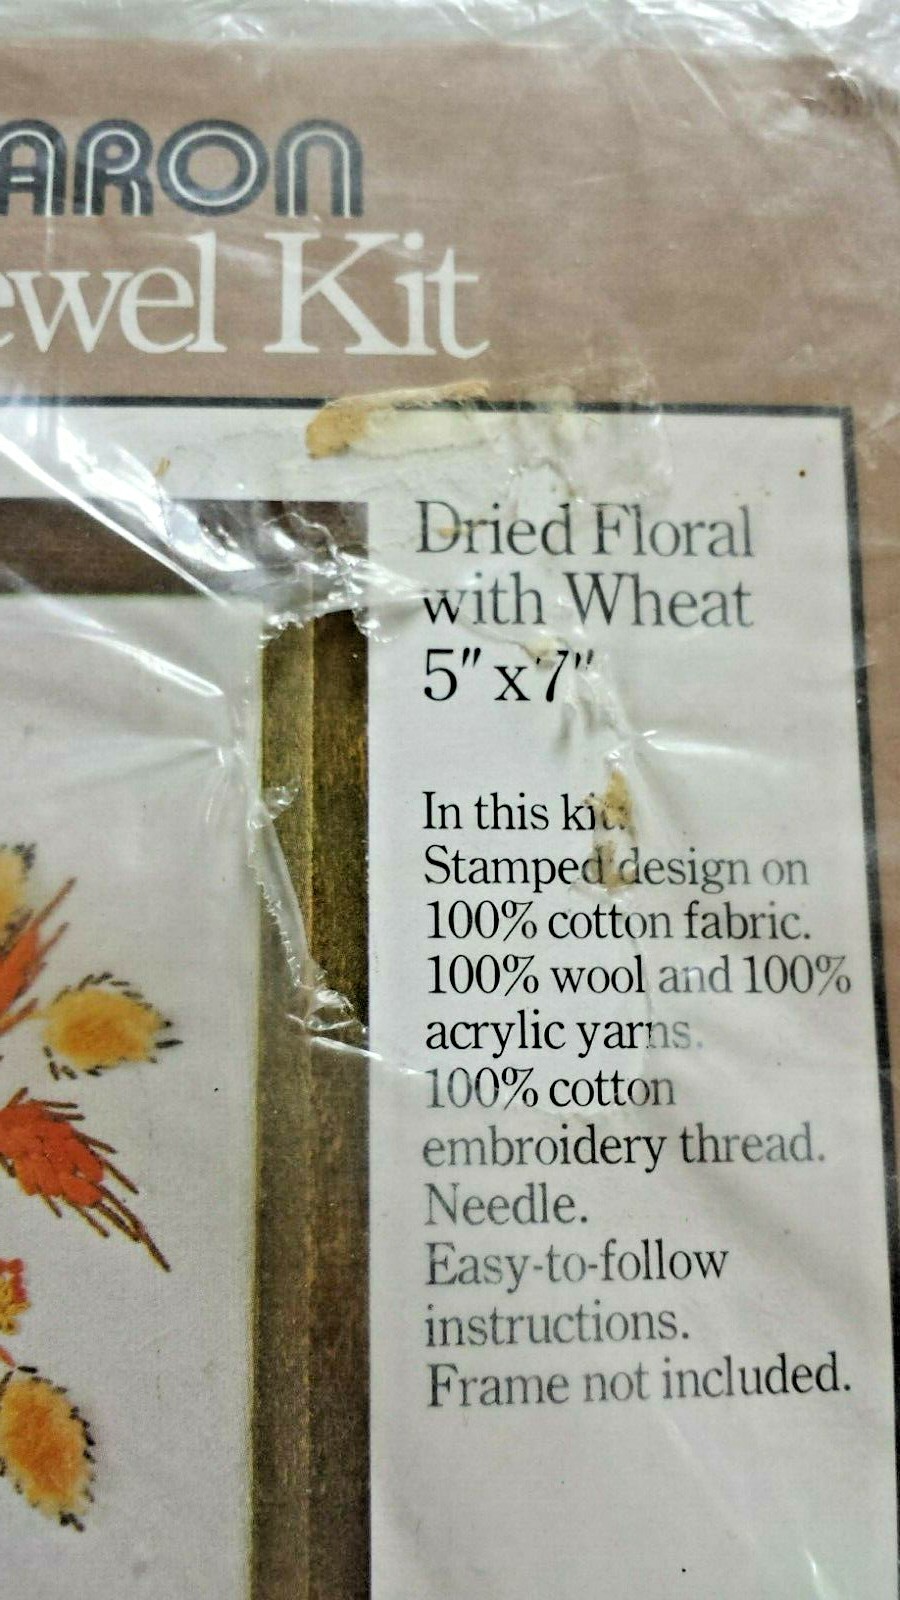 ARON
ewel Kit
Dried Floral
with Wheat
5" x 7"
In this kit:
Stamped design on
100% cotton fabric.
100% wool and 100%
acrylic yarns.
100% cotton
embroidery thread.
Needle.
Easy-to-follow
instructions.
Frame not included.